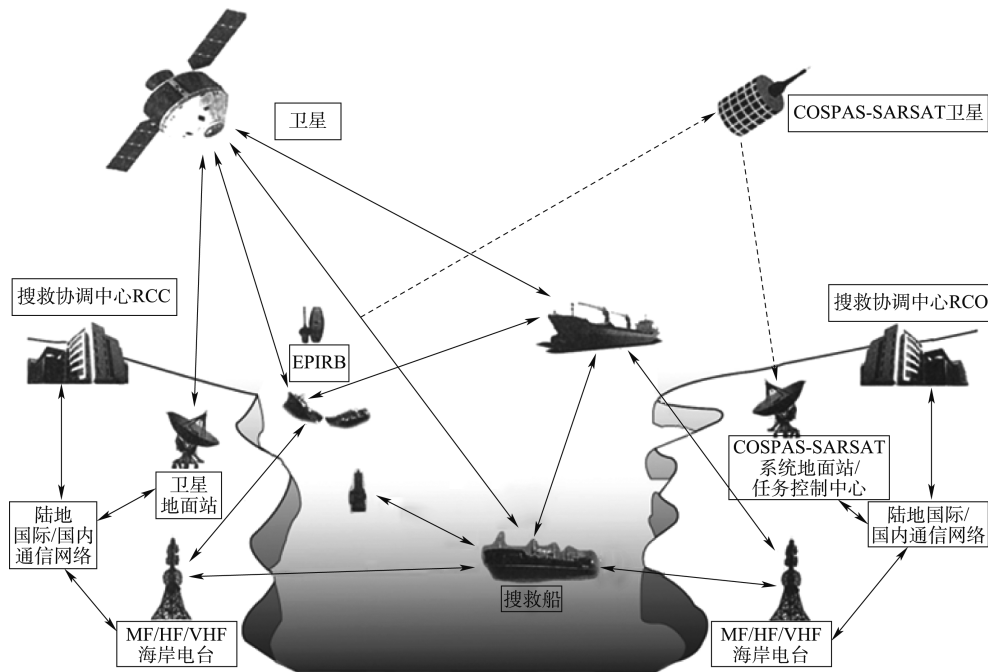 卫星
COSPAS-SARSAT卫星
搜救协调中心RCC
搜救协调中心RCO
EPIRB
卫星
地面站
COSPAS-SARSAT
系统地面站/
任务控制中心
陆地
国际/国内
通信网络
陆地国际/
国内通信网络
搜救船
MF/HF/VHF
海岸电台
MF/HF/VHF
海岸电台